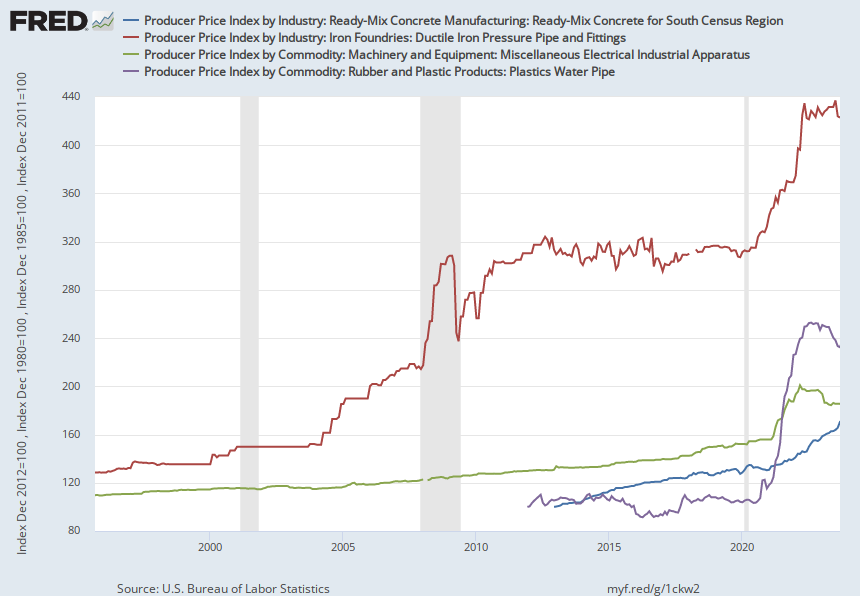 FRED
Producer Price Index by Industry: Ready-Mix Concrete Manufacturing: Ready-Mix Concrete for South Census Region
Producer Price Index by Industry: Iron Foundries: Ductile Iron Pressure Pipe and Fittings
Producer Price Index by Commodity: Machinery and Equipment: Miscellaneous Electrical Industrial Apparatus
Producer Price Index by Commodity: Rubber and Plastic Products: Plastics Water Pipe
Index Dec 2012=100 , Index Dec 1980=100 , Index Dec 1985=100 , Index Dec 2011=100
440
400
360
320
280
240
200
160
120
80
2000 2005 2010 2015 2020
Source: U.S. Bureau of Labor Statistics myf.red/g/1ckw2